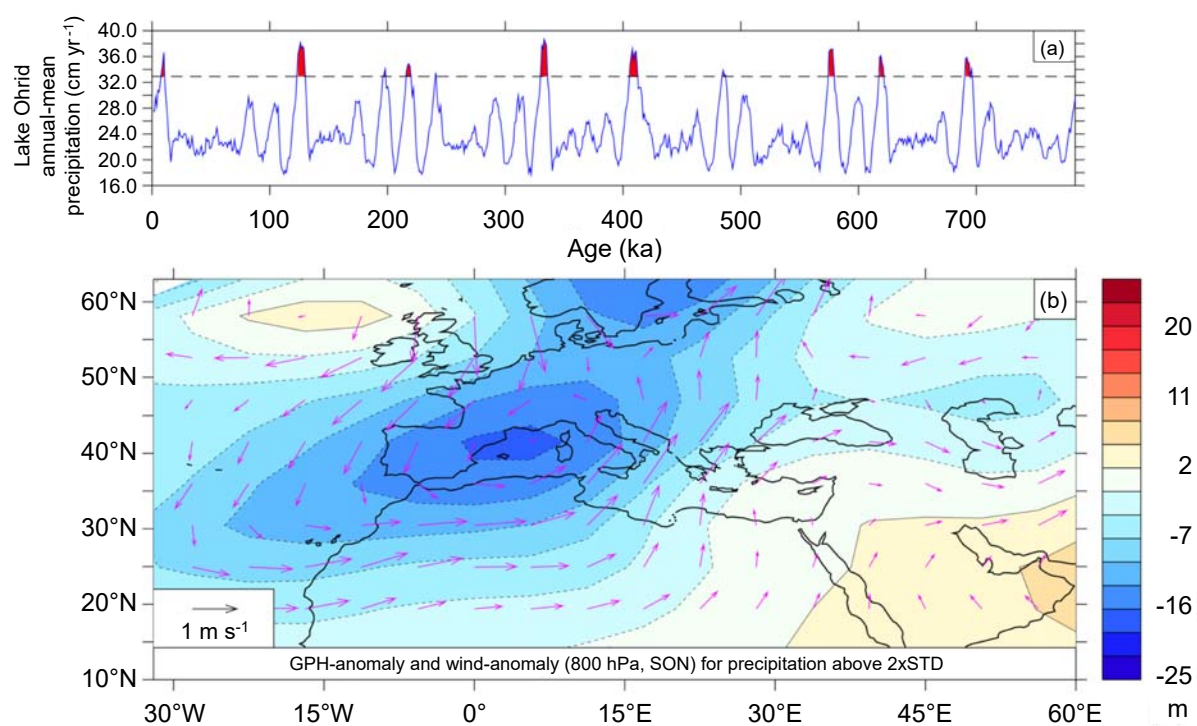 Lake Ohrid
annual-mean
precipitation (cm yr-1)
40.0
36.0
32.0
28.0
24.0
20.0
16.0
(a)
0 100 200 300 400 500 600 700
Age (ka)
60°N
50°N
40°N
30°N
20°N
10°N
(b)
1 m s-1
GPH-anomaly and wind-anomaly (800 hPa, SON) for precipitation above 2xSTD
30°W 15°W 0° 15°E 30°E 45°E 60°E
20
11
2
-7
-16
-25
m